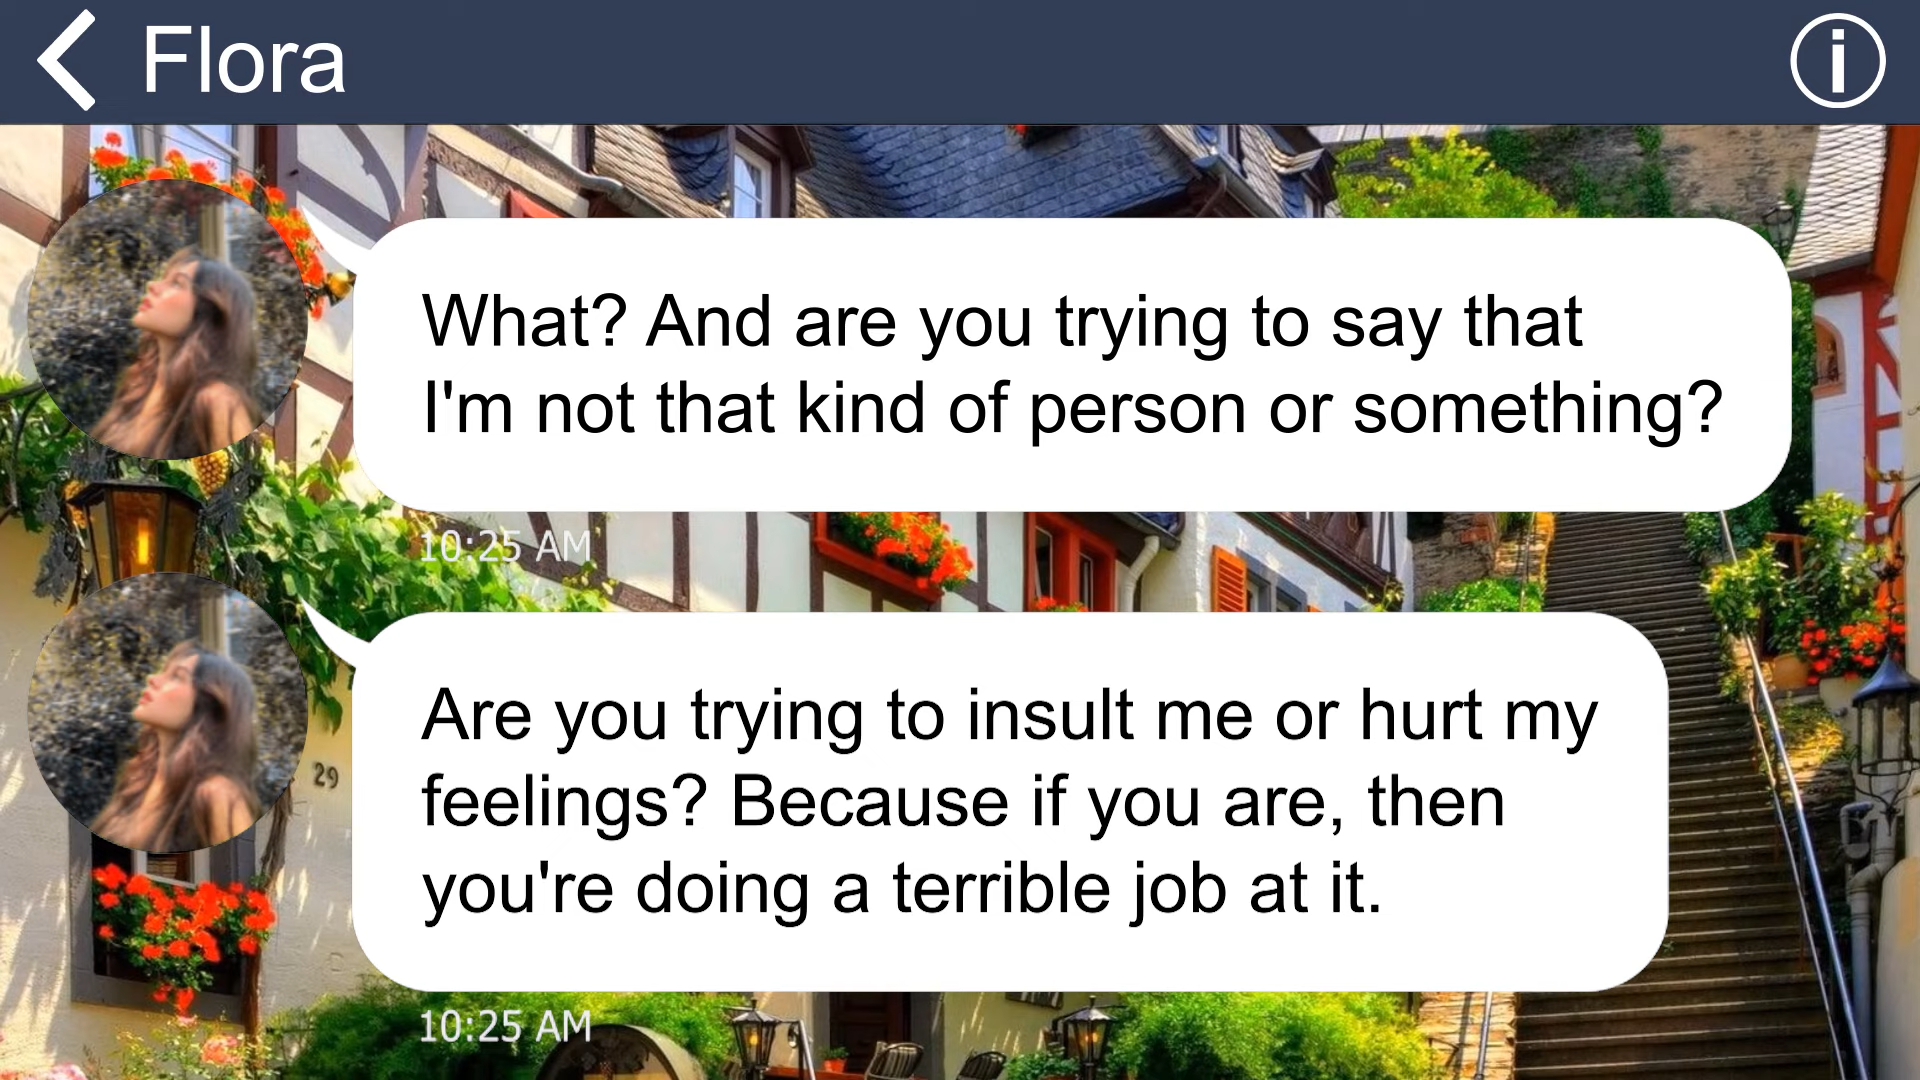 Flora
What? And are you trying to say that
I'm not that kind of person or something?
10:25 AM
Are you trying to insult me or hurt my
feelings? Because if you are, then
you're doing a terrible job at it.
29
10:25 AM